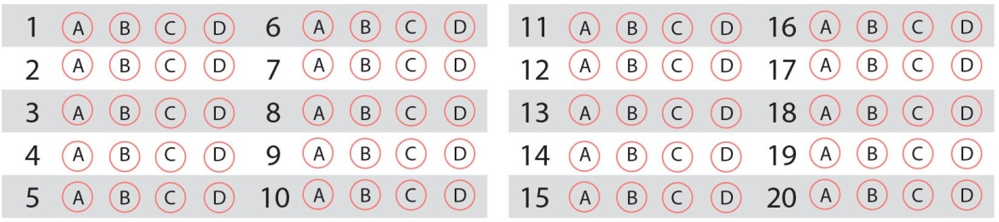 1 A B C D 6 A B C D 11 A B C D 16 A B C D
2 A B C D 7 A B C D 12 A B C D 17 A B C D
3 A B C D 8 A B C D 13 A B C D 18 A B C D
4 A B C D 9 A B C D 14 A B C D 19 A B C D
5 A B C D 10 A B C D 15 A B C D 20 A B C D